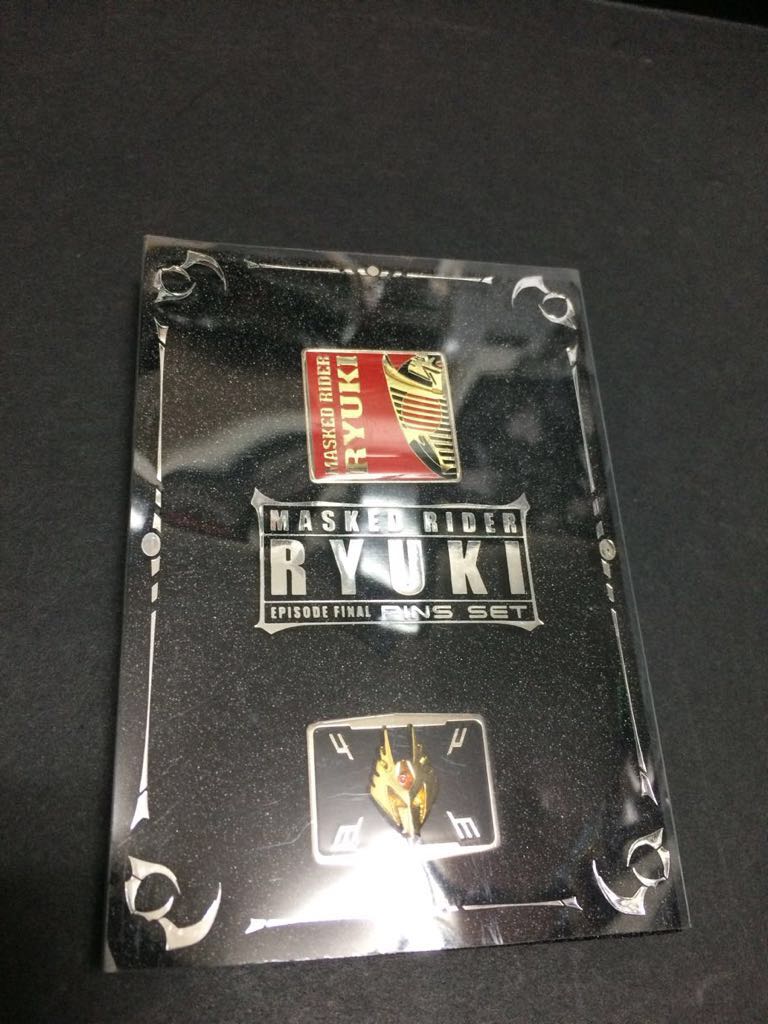 MASKED RIDER
RYUKI
MASKED RIDER
RYUKI
EPISODE FINAL PINS SET